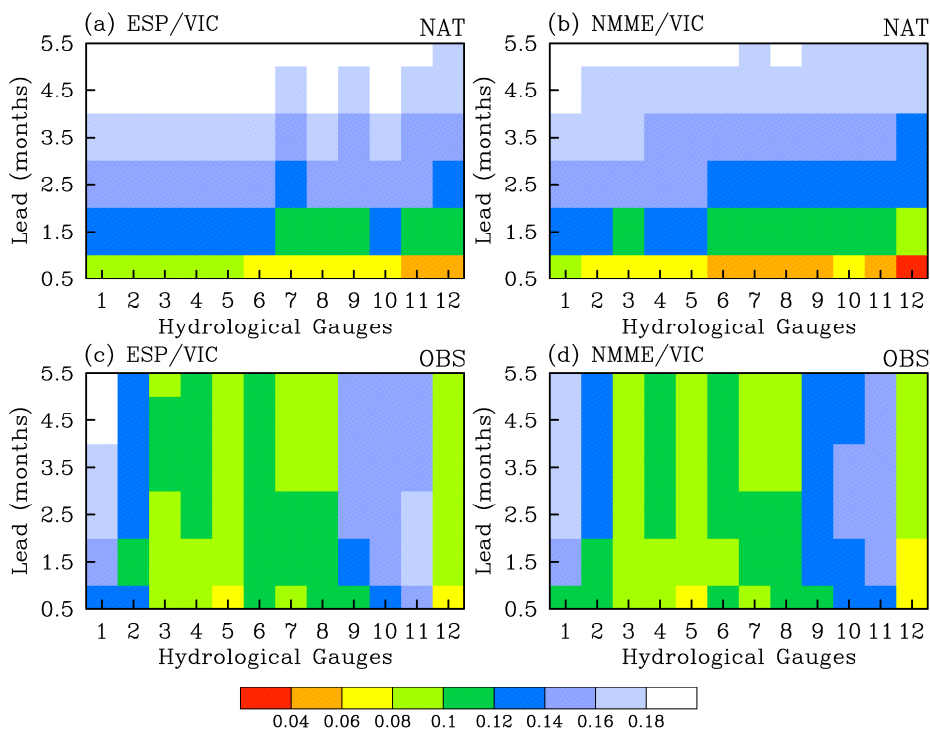 (a) ESP/VIC NAT
5.5
4.5
3.5
2.5
1.5
0.5
Lead (months)
1 2 3 4 5 6 7 8 9 10 11 12
Hydrological Gauges
(b) NMME/VIC NAT
5.5
4.5
3.5
2.5
1.5
0.5
Lead (months)
1 2 3 4 5 6 7 8 9 10 11 12
Hydrological Gauges
(c) ESP/VIC OBS
5.5
4.5
3.5
2.5
1.5
0.5
Lead (months)
1 2 3 4 5 6 7 8 9 10 11 12
Hydrological Gauges
(d) NMME/VIC OBS
5.5
4.5
3.5
2.5
1.5
0.5
Lead (months)
1 2 3 4 5 6 7 8 9 10 11 12
Hydrological Gauges
0.04 0.06 0.08 0.1 0.12 0.14 0.16 0.18